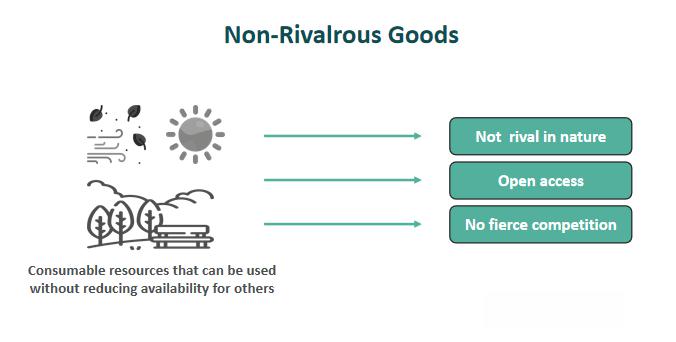 Non-Rivalrous Goods
Not rival in nature
Open access
No fierce competition
Consumable resources that can be used
without reducing availability for others